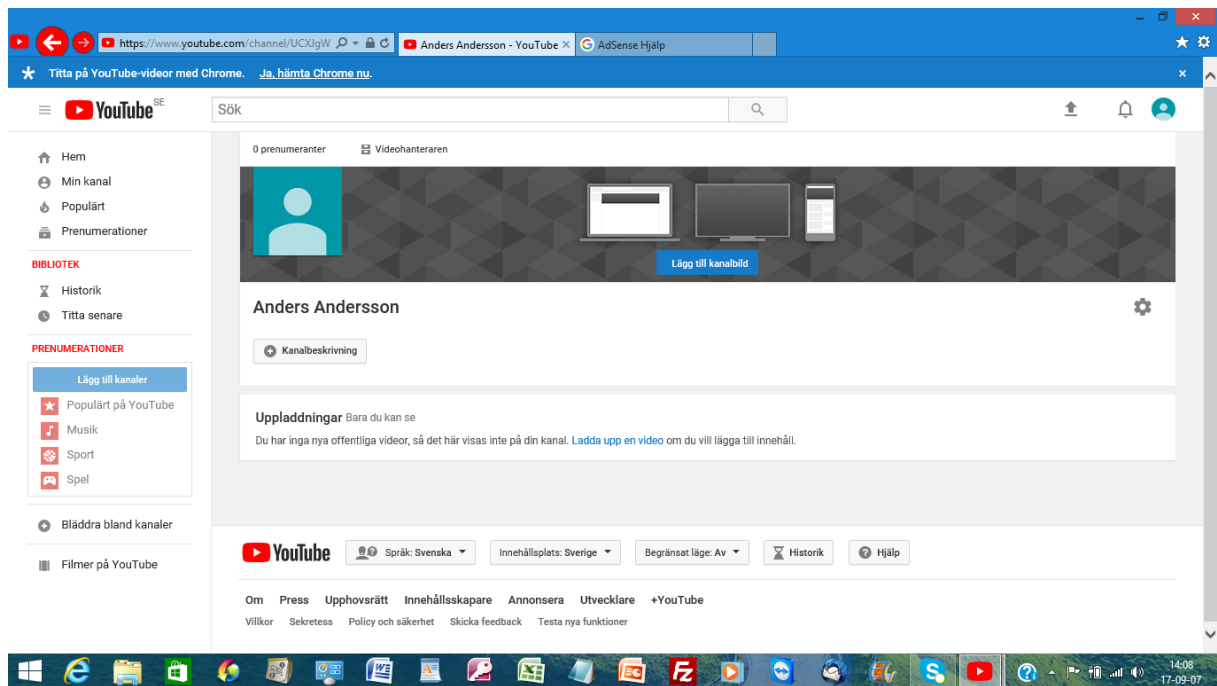 https://www.youtube.com/channel/UCXJgW
Anders Andersson - YouTube
AdSense Hjälp
Titta på YouTube-videor med Chrome. Ja, hämta Chrome nu.
YouTube SE
Sök
0 prenumeranter Videohanteraren
Hem
Min kanal
Populärt
Prenumerationer
BIBLIOTEK
Historik
Titta senare
PRENUMERATIONER
Lägg till kanaler
Populärt på YouTube
Musik
Sport
Spel
Bläddra bland kanaler
Filmer på YouTube
Lägg till kanalbild
Anders Andersson
Kanalbeskrivning
Uppladdningar Bara du kan se
Du har inga nya offentliga videor, så det här visas inte på din kanal. Ladda upp en video om du vill lägga till innehåll.
YouTube Språk: Svenska Innehållsplats: Sverige Begränsat läge: Av Historik Hjälp
Om Press Upphovsrätt Innehållsskapare Annonsera Utvecklare +YouTube
Villkor Sekretess Policy och säkerhet Skicka feedback Testa nya funktioner
14:08
17-09-07